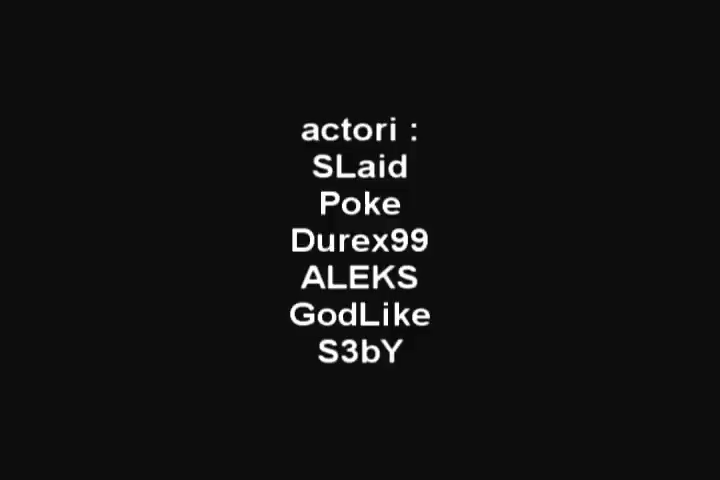 actori :
SLaid
Poke
Durex99
ALEKS
GodLike
S3bY